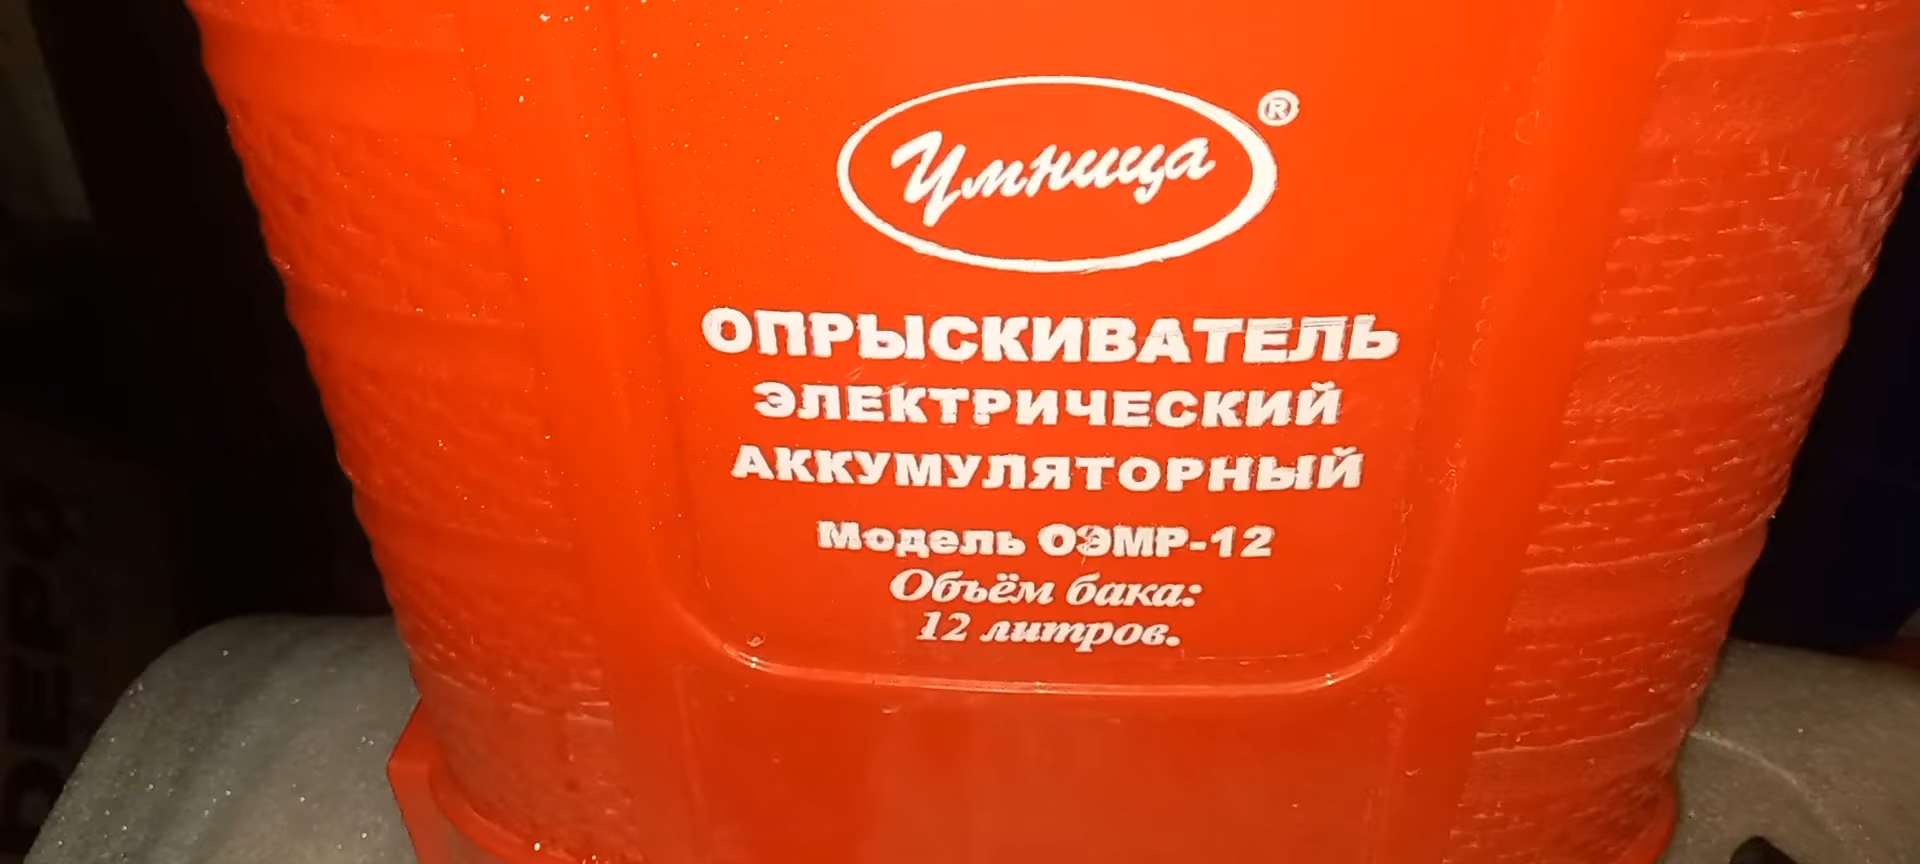 Умница ®
ОПРЫСКИВАТЕЛЬ
ЭЛЕКТРИЧЕСКИЙ
АККУМУЛЯТОРНЫЙ
Модель ОЭМР-12
Объём бака:
12 литров.